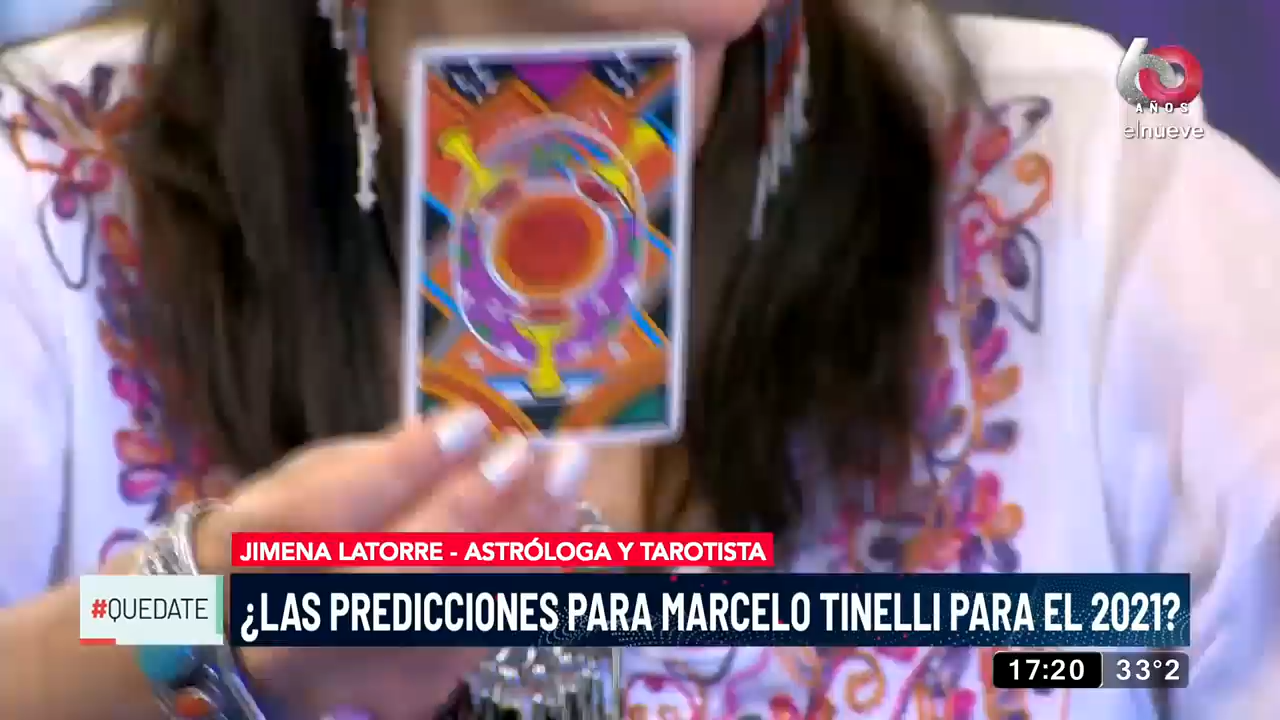 60
AÑOS
elnueve
JIMENA LATORRE - ASTRÓLOGA Y TAROTISTA
#QUEDATE
¿LAS PREDICCIONES PARA MARCELO TINELLI PARA EL 2021?
17:20 33°2